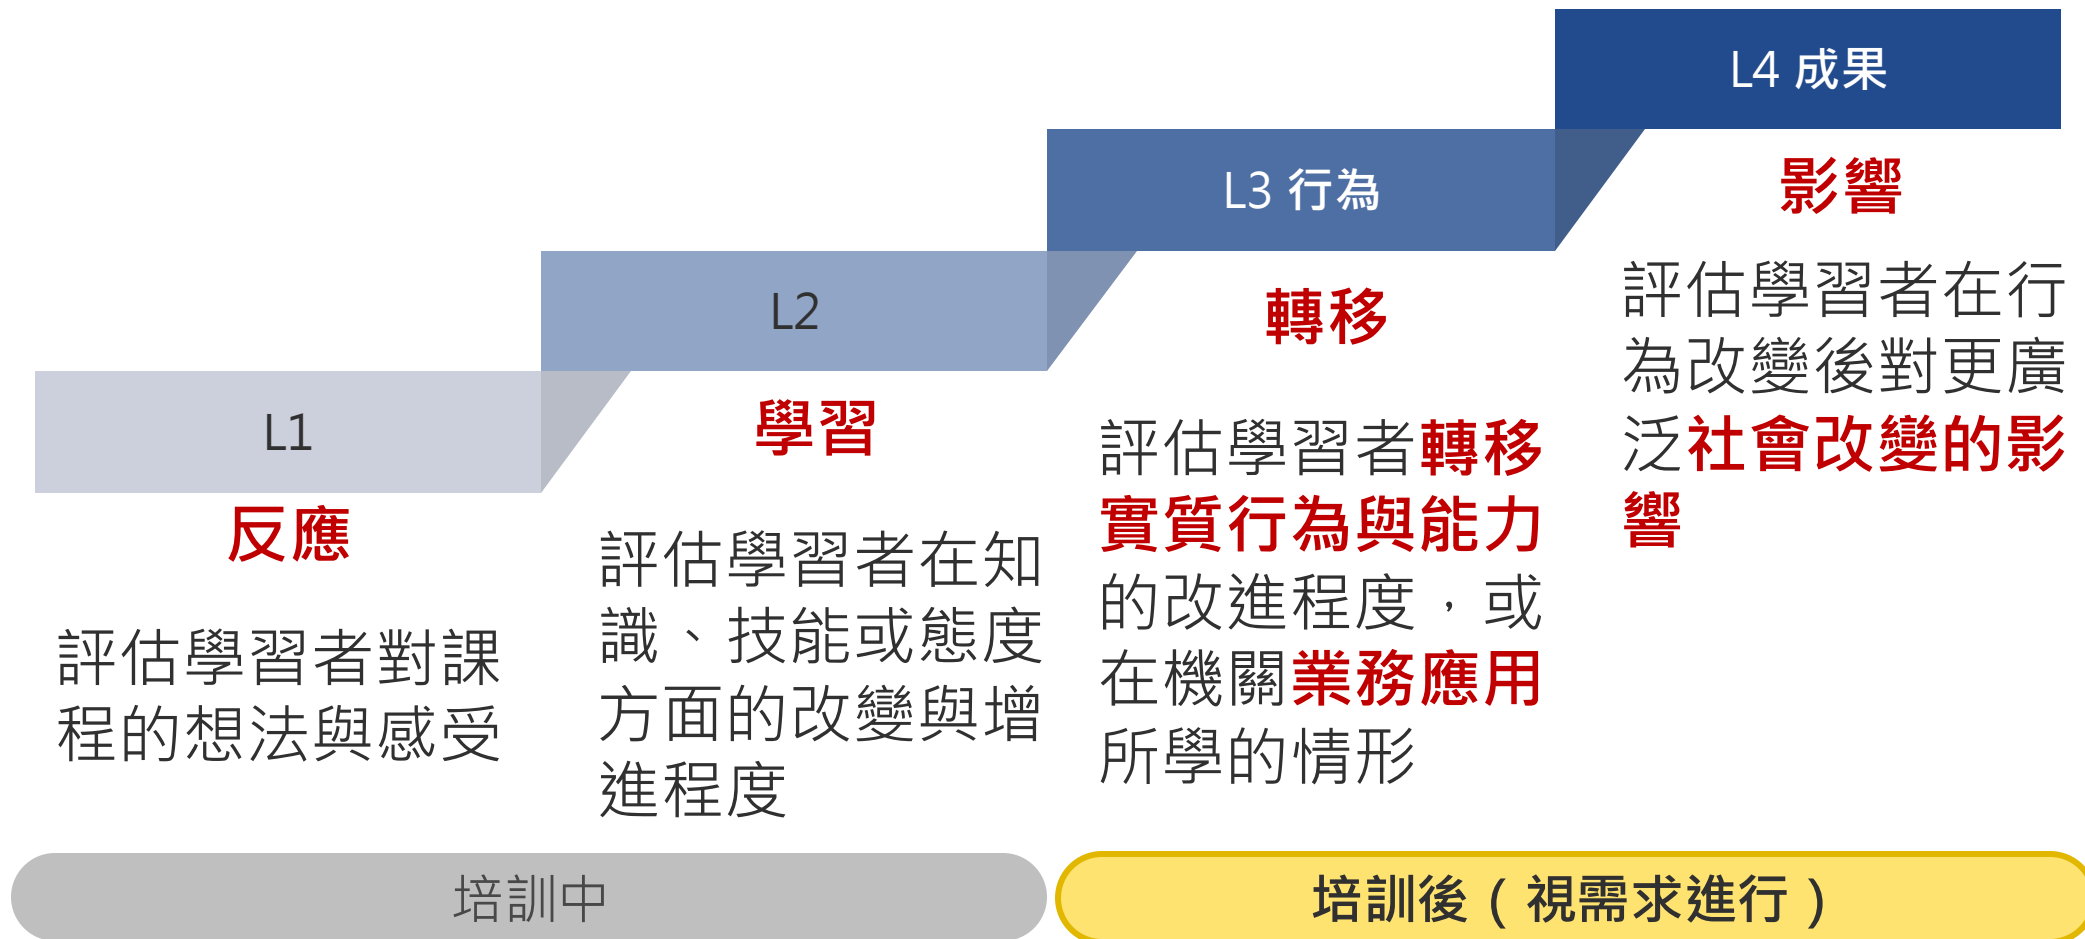 L1
反應
評估學習者對課
程的想法與感受
L2
學習
評估學習者在知
識、技能或態度
方面的改變與增
進程度
L3 行為
轉移
評估學習者轉移
實質行為與能力
的改進程度，或
在機關業務應用
所學的情形
L4 成果
影響
評估學習者在行
為改變後對更廣
泛社會改變的影
響
培訓中
培訓後（視需求進行）